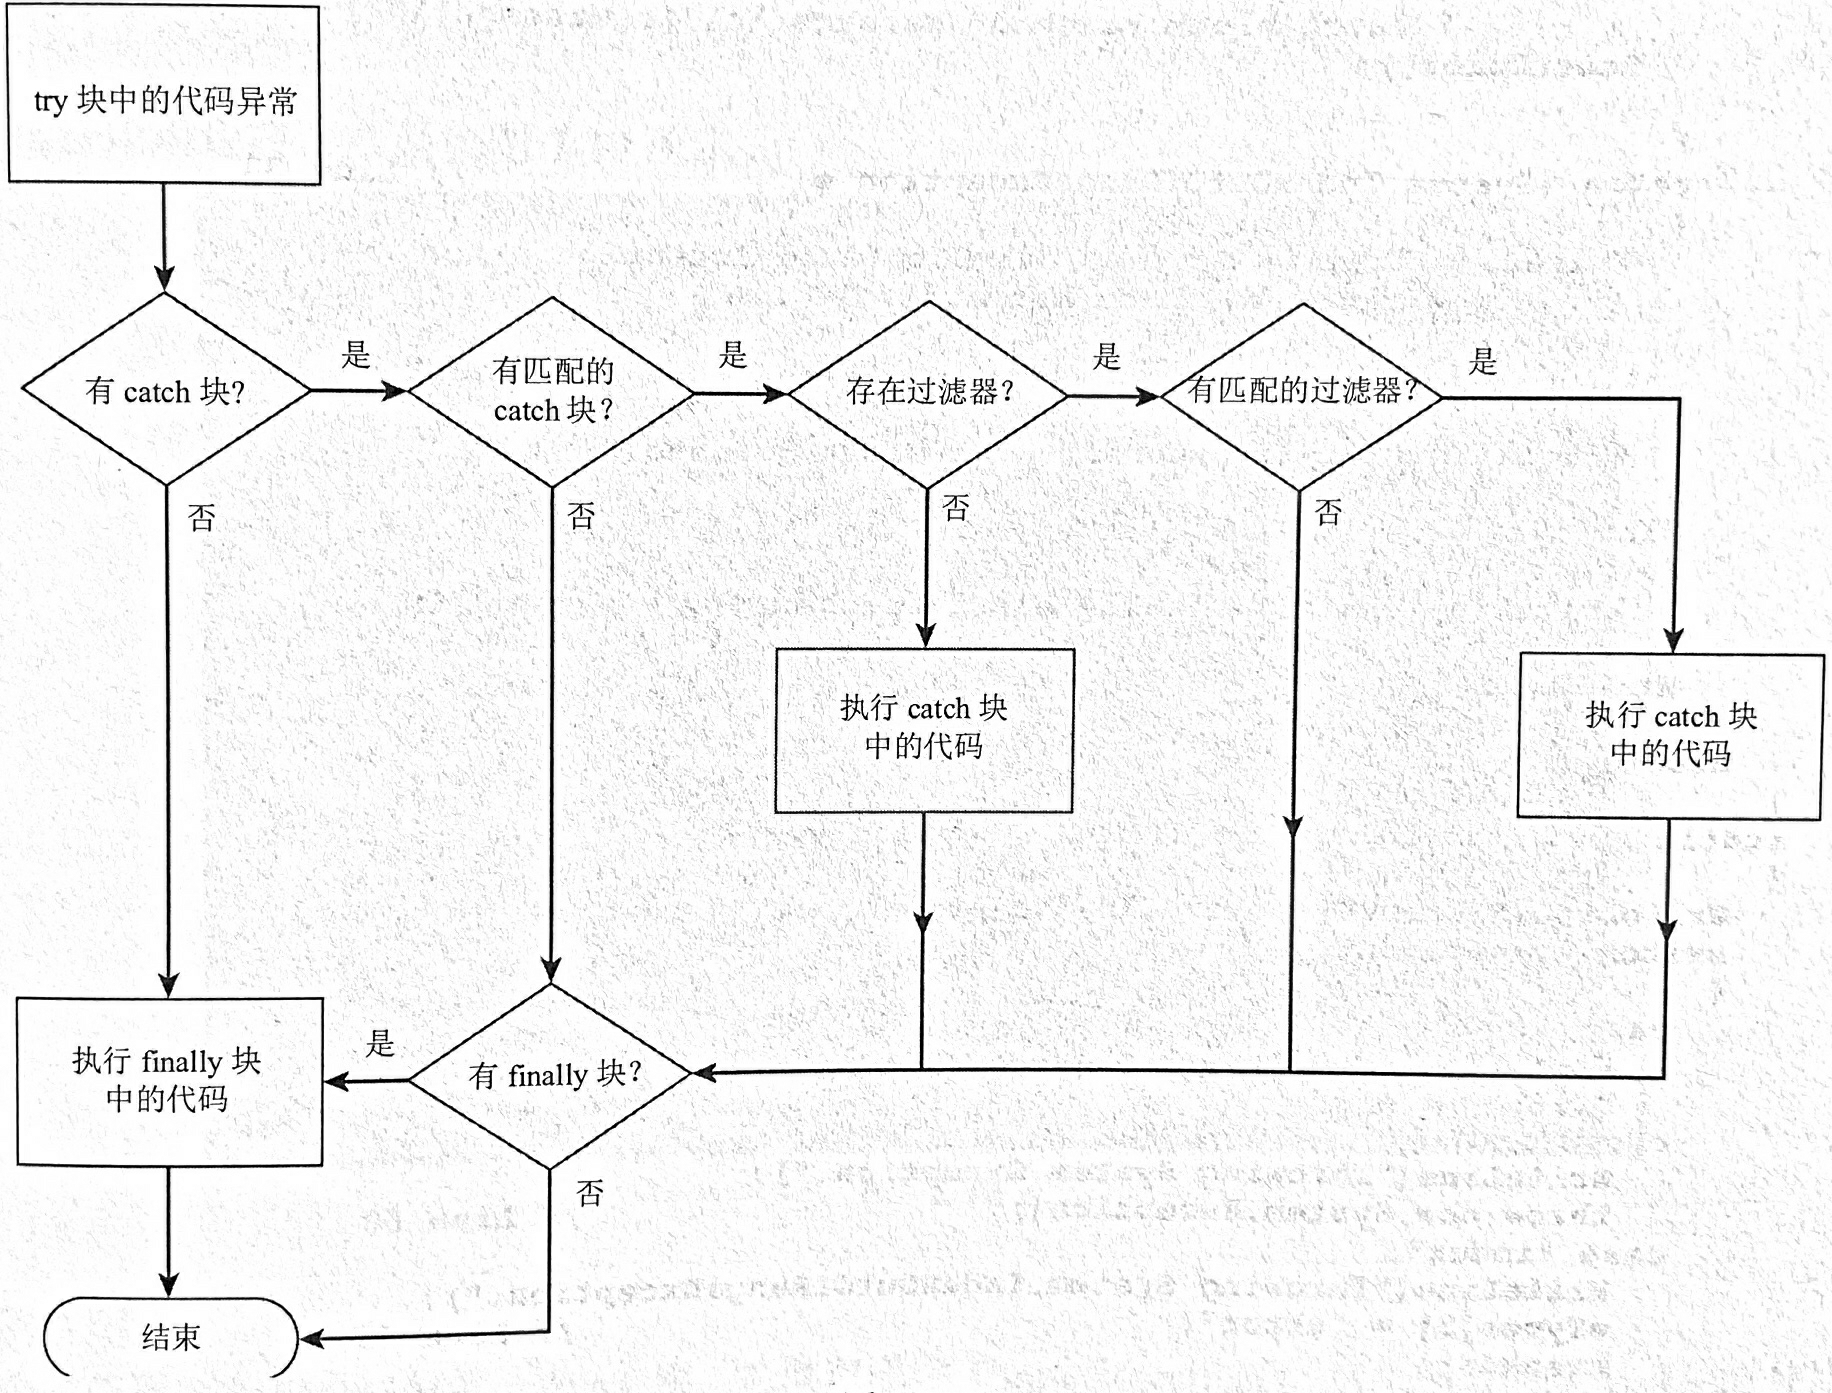 try 块中的代码异常
有 catch 块?
是
有匹配的
catch 块?
是
存在过滤器?
是
有匹配的过滤器?
是
否
否
否
否
执行 catch 块
中的代码
执行 catch 块
中的代码
执行 finally 块
中的代码
是
有 finally 块?
否
结束